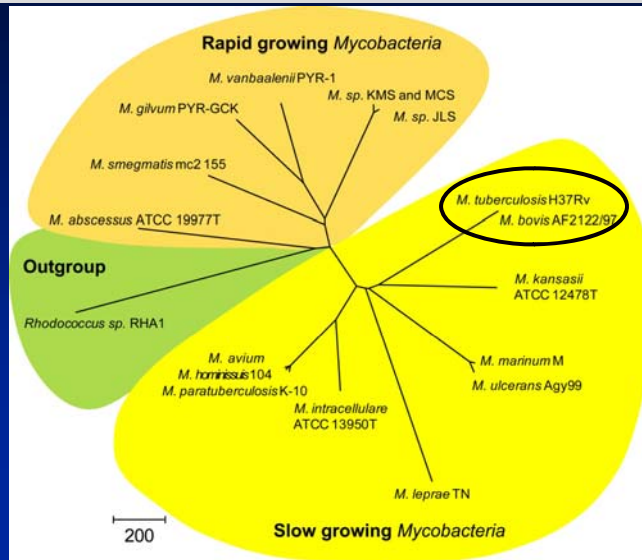 Rapid growing Mycobacteria
M. vanbaalenii PYR-1
M. gilvum PYR-GCK
M. sp. KMS and MCS
M. sp. JLS
M. smegmatis mc2 155
M. abscessus ATCC 19977T
M. tuberculosis H37Rv
M. bovis AF2122/97
Outgroup
Rhodococcus sp. RHA1
M. kansasii
ATCC 12478T
M. avium
M. hominissuis 104
M. paratuberculosis K-10
M. marinum M
M. ulcerans Agy99
M. intracellulare
ATCC 13950T
M. leprae TN
200
Slow growing Mycobacteria